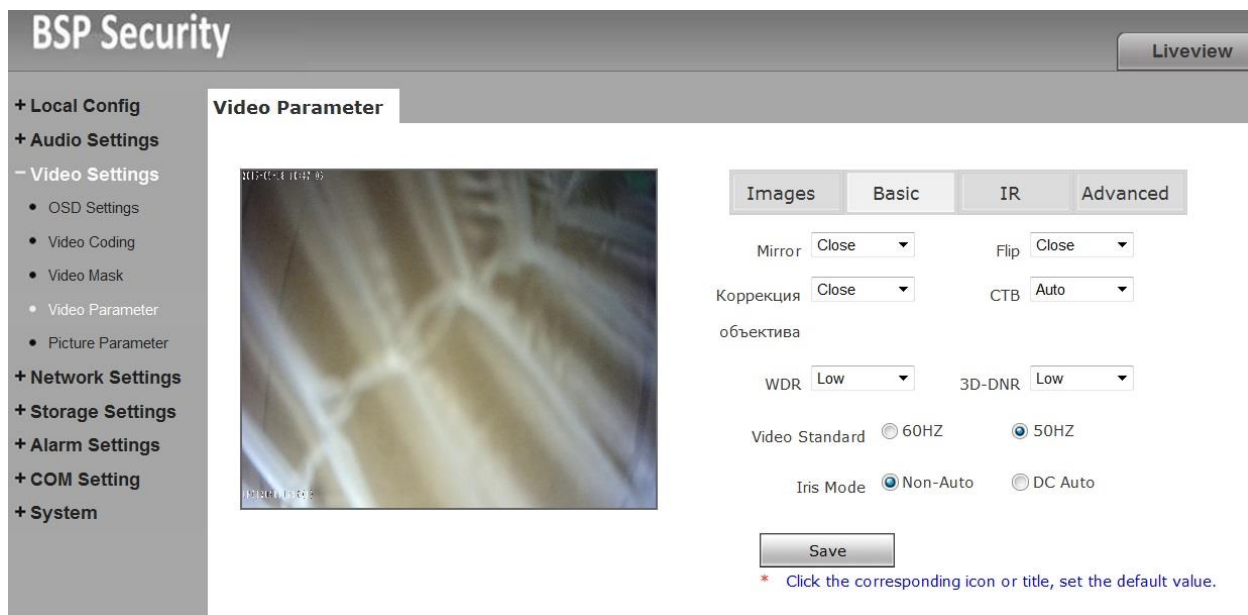 BSP Security
Liveview
+ Local Config
+ Audio Settings
− Video Settings
• OSD Settings
• Video Coding
• Video Mask
• Video Parameter
• Picture Parameter
+ Network Settings
+ Storage Settings
+ Alarm Settings
+ COM Setting
+ System
Video Parameter
Images Basic IR Advanced
Mirror Close Flip Close
Коррекция объектива Close СТВ Auto
WDR Low 3D-DNR Low
Video Standard 60HZ 50HZ
Iris Mode Non-Auto DC Auto
Save
* Click the corresponding icon or title, set the default value.